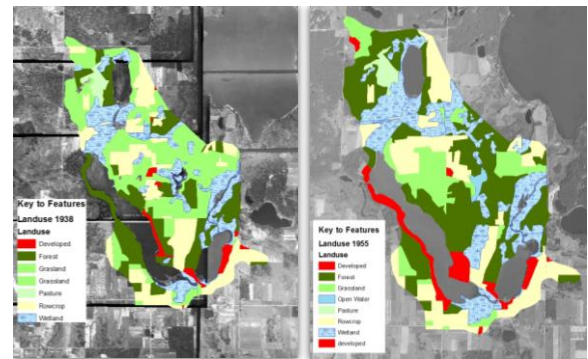 Key to Features
Landuse 1938
Landuse
Developed
Forest
Grasland
Grassland
Pasture
Rowcrop
Wetland
Key to Features
Landuse 1955
Landuse
Developed
Forest
Grassland
Open Water
Pasture
Rowcrop
Wetland
developed